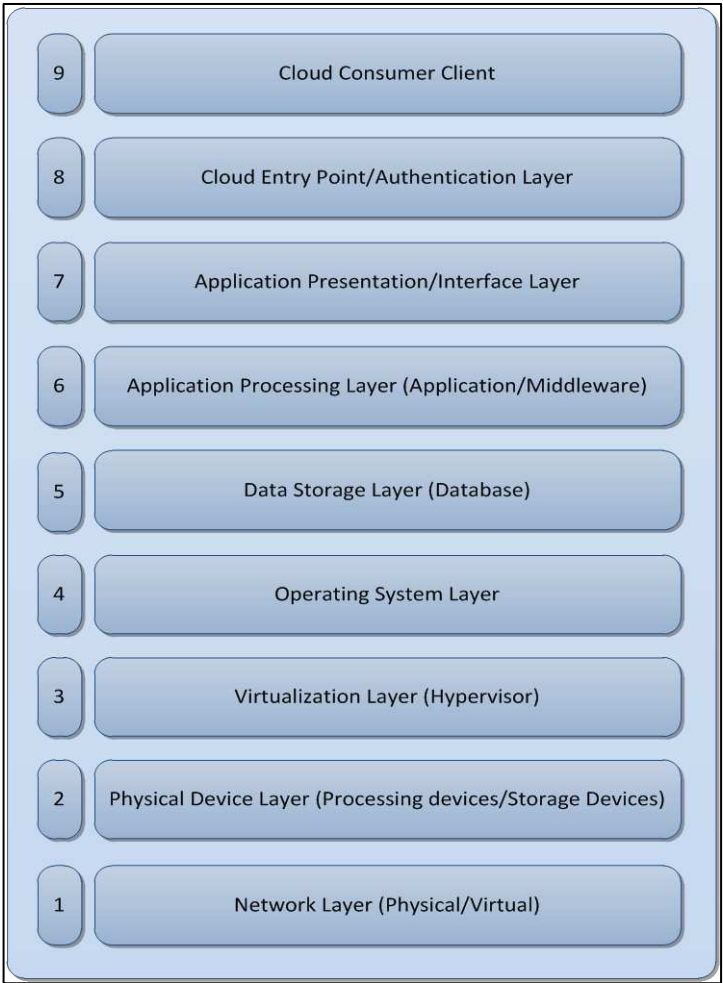 9 Cloud Consumer Client
8 Cloud Entry Point/Authentication Layer
7 Application Presentation/Interface Layer
6 Application Processing Layer (Application/Middleware)
5 Data Storage Layer (Database)
4 Operating System Layer
3 Virtualization Layer (Hypervisor)
2 Physical Device Layer (Processing devices/Storage Devices)
1 Network Layer (Physical/Virtual)